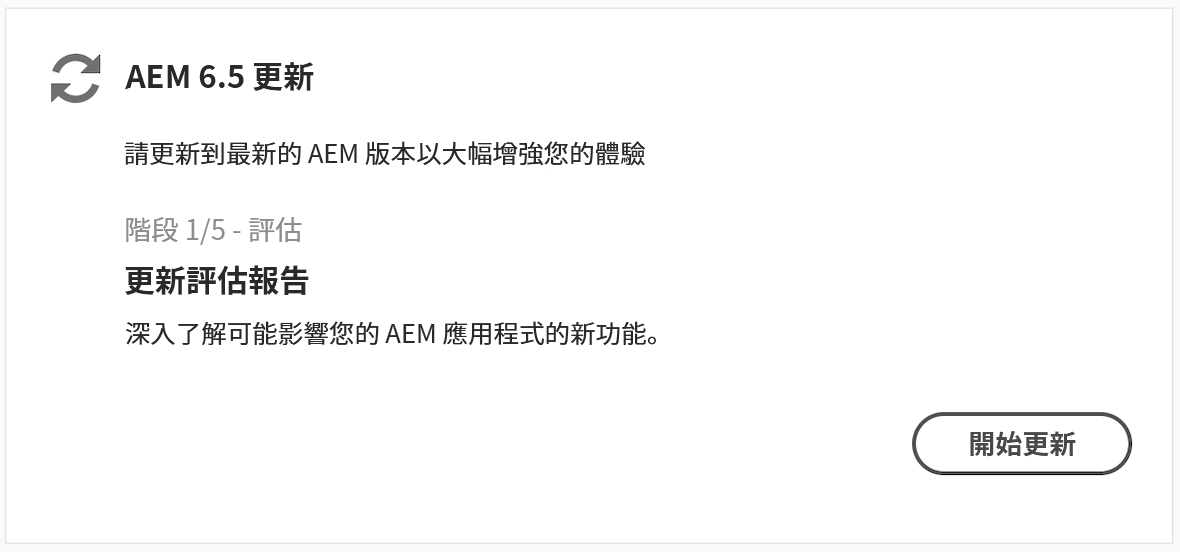 AEM 6.5 更新
請更新到最新的 AEM 版本以大幅增強您的體驗
階段 1/5 - 評估
更新評估報告
深入了解可能影響您的 AEM 應用程式的新功能。
開始更新